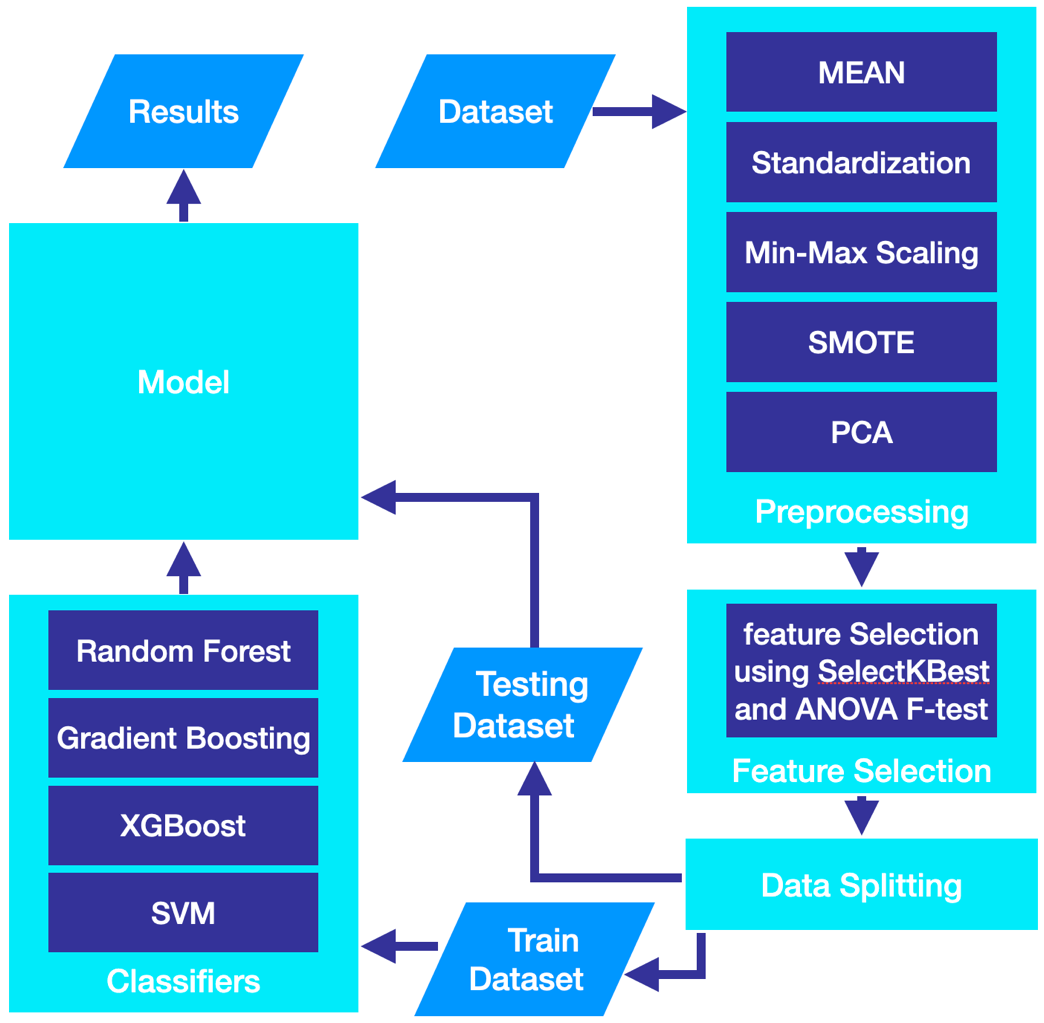 Results
Dataset
MEAN
Standardization
Min-Max Scaling
SMOTE
PCA
Preprocessing
feature Selection
using SelectKBest
and ANOVA F-test
Feature Selection
Data Splitting
Testing
Dataset
Train
Dataset
Random Forest
Gradient Boosting
XGBoost
SVM
Classifiers
Model